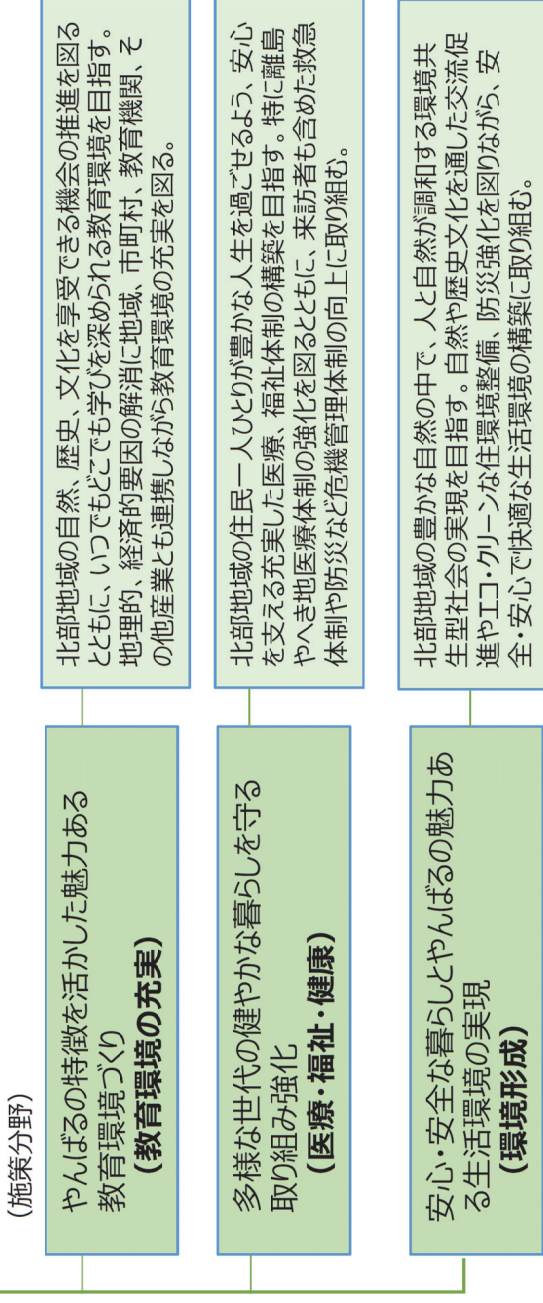 (施策分野)
やんばるの特徴を活かした魅力ある
教育環境づくり
(教育環境の充実)
北部地域の自然、歴史、文化を享受できる機会の推進を図る
とともに、いつでもどこでも学びを深められる教育環境を目指す。
地理的、経済的要因の解消に地域、市町村、教育機関、そ
の他産業とも連携しながら教育環境の充実を図る。
多様な世代の健やかな暮らしを守る
取り組み強化
(医療・福祉・健康)
北部地域の住民一人ひとりが豊かな人生を過ごせるよう、安心
を支える充実した医療、福祉体制の構築を目指す。特に離島
やへき地医療体制の強化を図るとともに、来訪者も含めた救急
体制や防災など危機管理体制の向上に取り組む。
安心・安全な暮らしとやんばるの魅力あ
る生活環境の実現
(環境形成)
北部地域の豊かな自然の中で、人と自然が調和する環境共
生型社会の実現を目指す。自然や歴史文化を通した交流促
進やエコ・クリーンな住環境整備、防災強化を図りながら、安
全・安心で快適な生活環境の構築に取り組む。